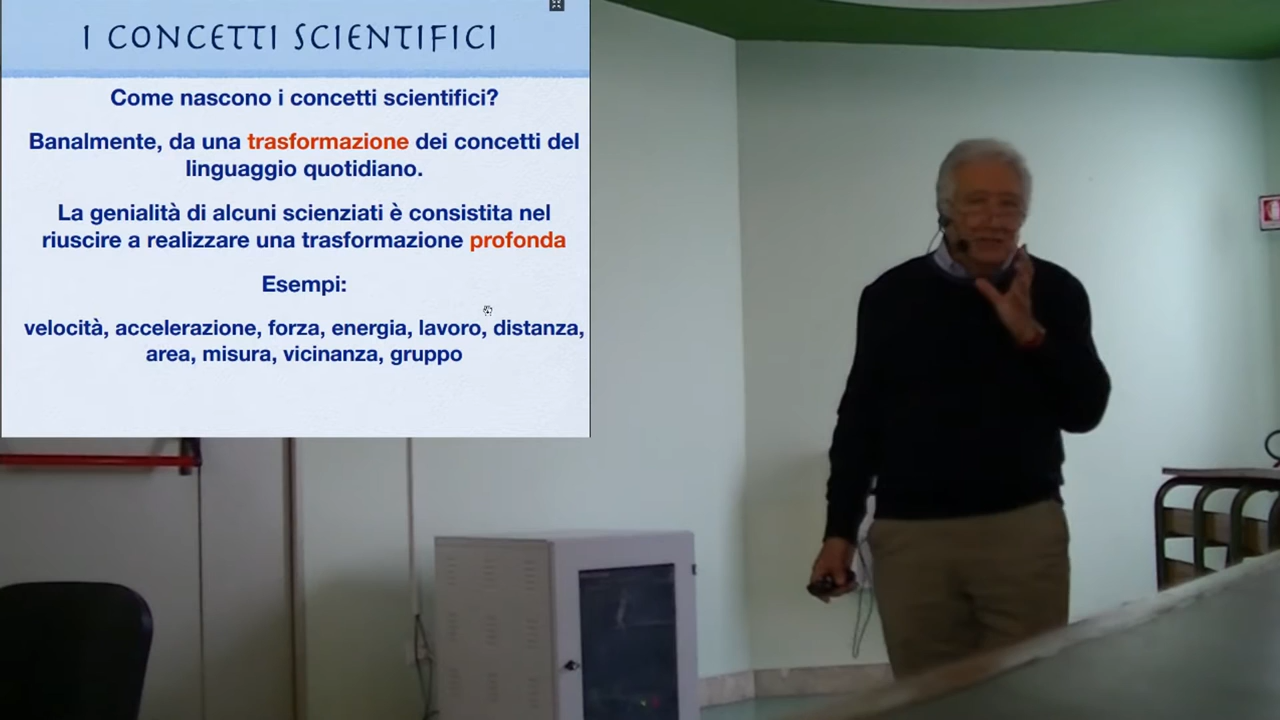 I CONCETTI SCIENTIFICI
Come nascono i concetti scientifici?
Banalmente, da una trasformazione dei concetti del
linguaggio quotidiano.
La genialità di alcuni scienziati è consistita nel
riuscire a realizzare una trasformazione profonda
Esempi:
velocità, accelerazione, forza, energia, lavoro, distanza,
area, misura, vicinanza, gruppo